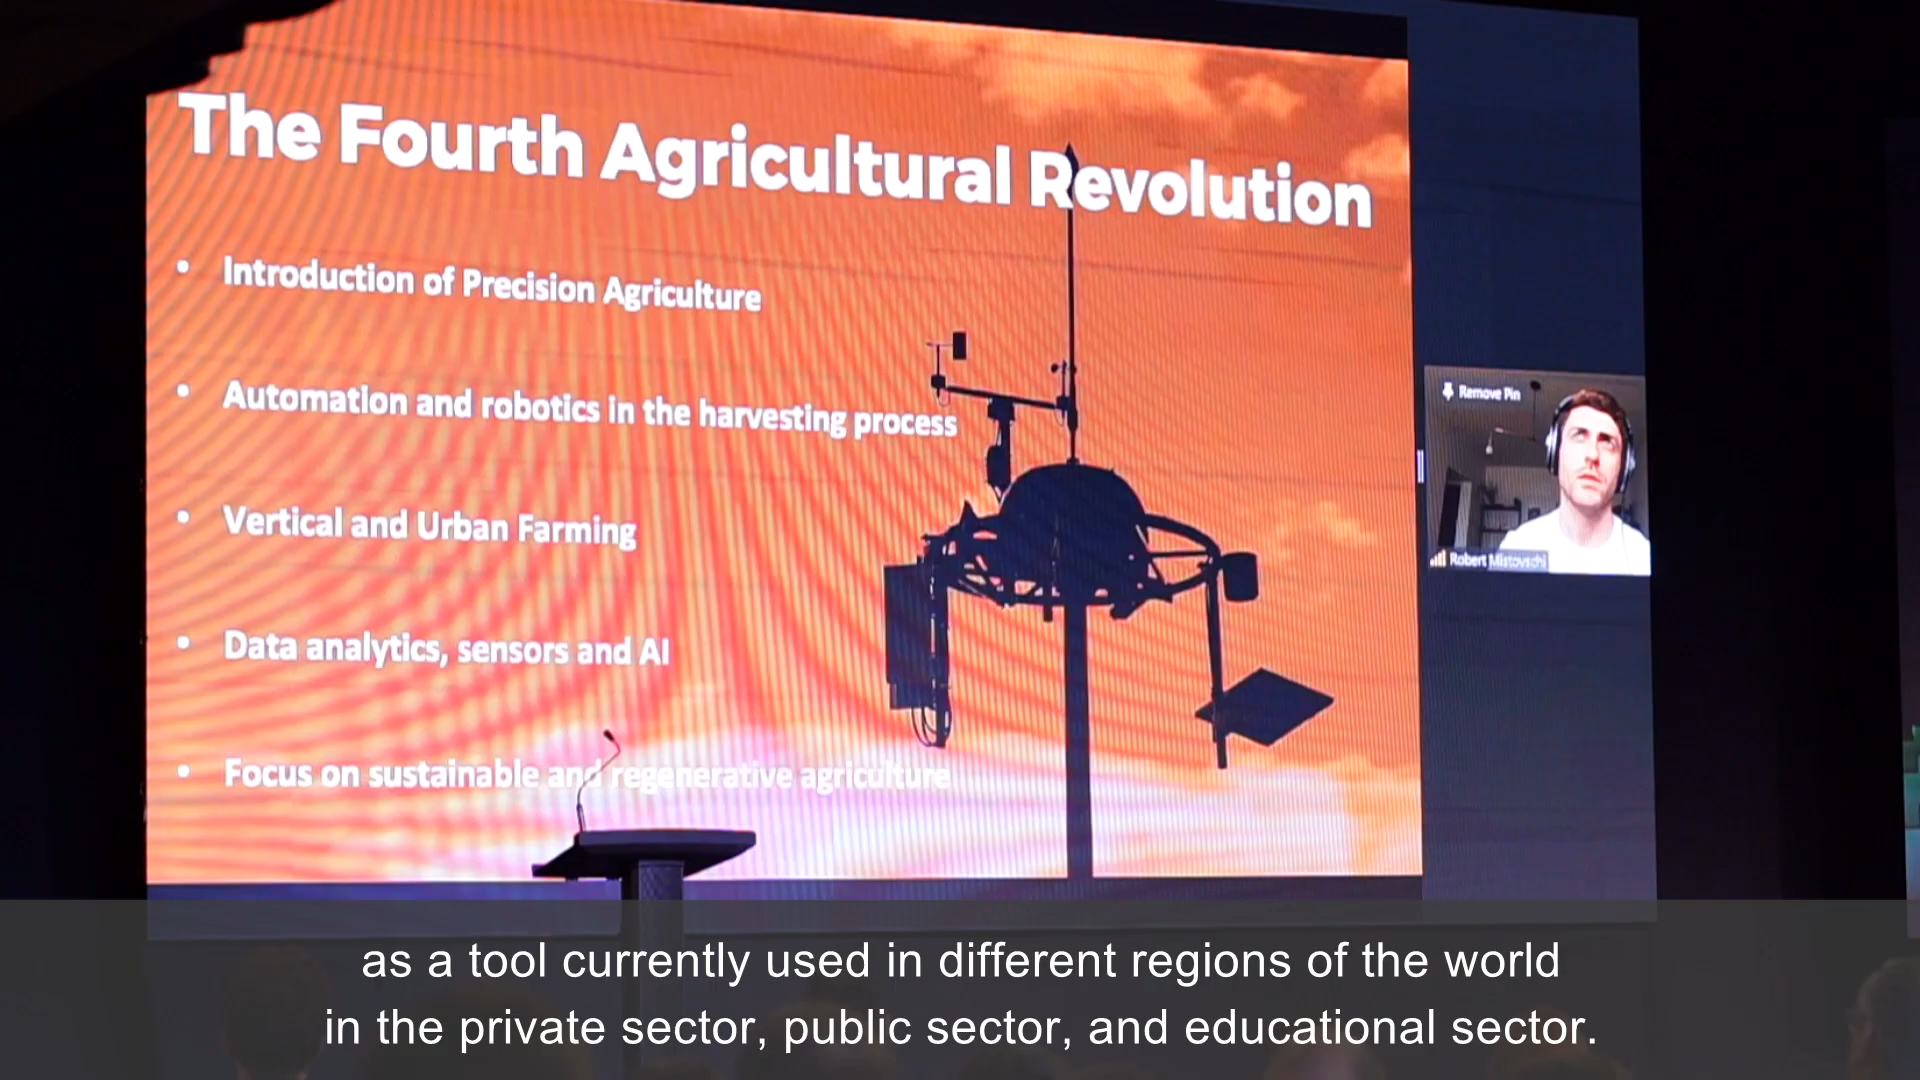 The Fourth Agricultural Revolution
• Introduction of Precision Agriculture
• Automation and robotics in the harvesting process
• Vertical and Urban Farming
• Data analytics, sensors and AI
• Focus on sustainable and regenerative agriculture
Remove Pin
Robert Mistovschi
as a tool currently used in different regions of the world
in the private sector, public sector, and educational sector.